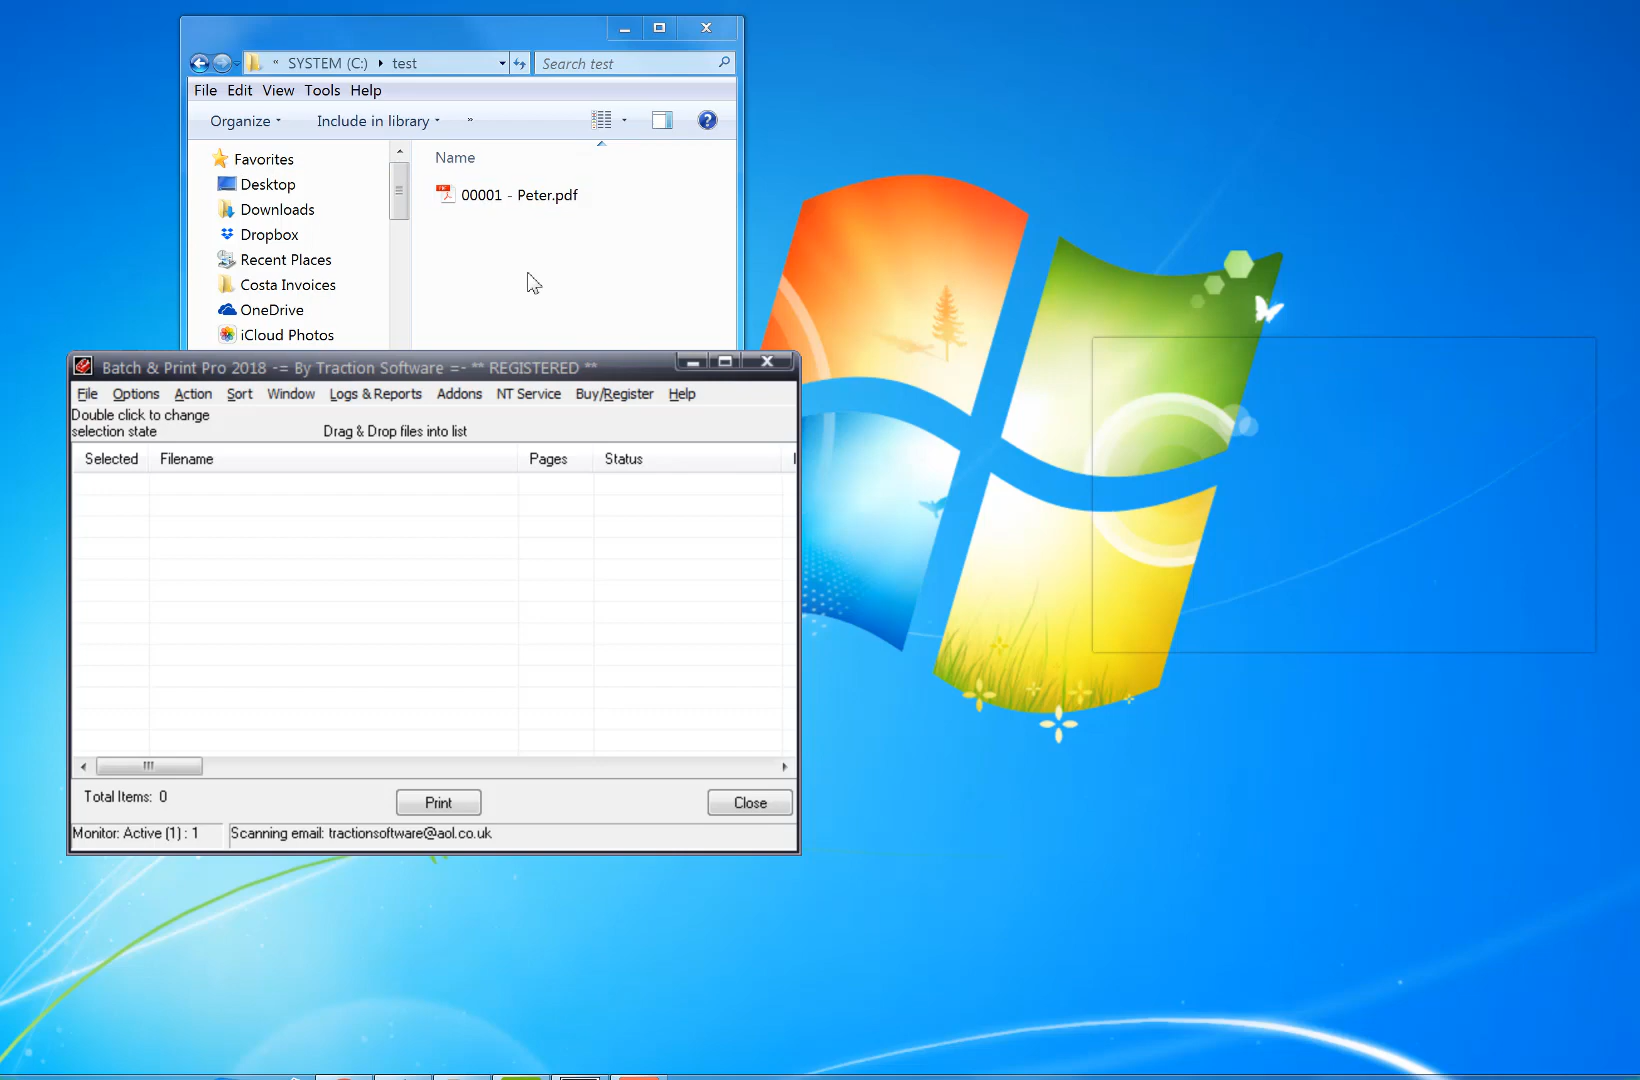 « SYSTEM (C:) test
Search test
File Edit View Tools Help
Organize Include in library »
Favorites
Desktop
Downloads
Dropbox
Recent Places
Costa Invoices
OneDrive
iCloud Photos
Name
00001 - Peter.pdf
Batch & Print Pro 2018 -= By Traction Software =- ** REGISTERED **
File Options Action Sort Window Logs & Reports Addons NT Service Buy/Register Help
Double click to change
selection state
Drag & Drop files into list
Selected Filename Pages Status
Total Items: 0
Print
Close
Monitor: Active (1) : 1
Scanning email: tractionsoftware@aol.co.uk